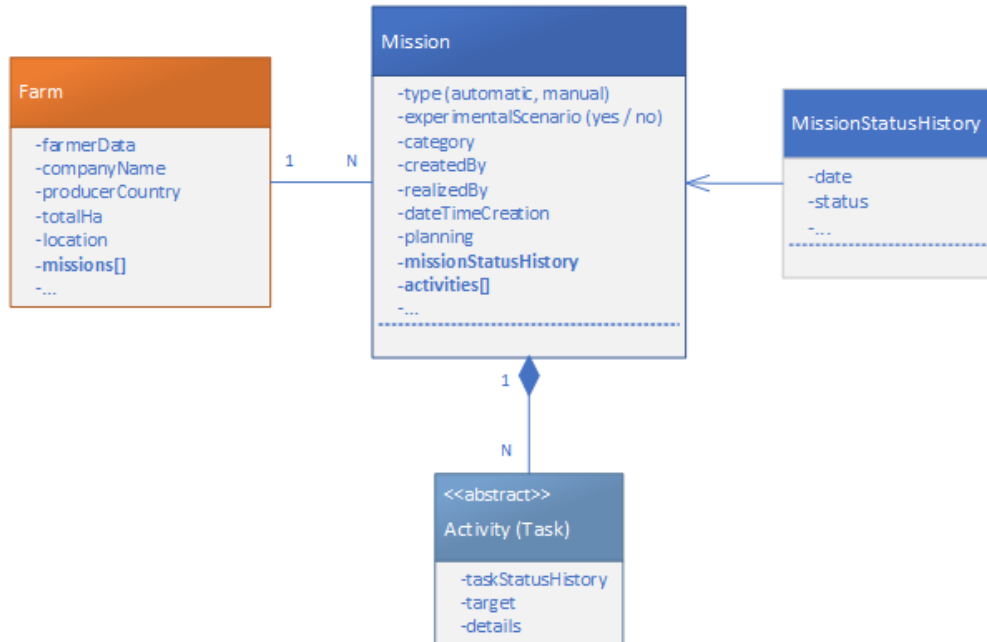 Farm
-farmerData
-companyName
-producerCountry
-totalHa
-location
-missions[]
-...
1
N
Mission
-type (automatic, manual)
-experimentalScenario (yes / no)
-category
-createdBy
-realizedBy
-dateTimeCreation
-planning
-missionStatusHistory
-activities[]
-...
MissionStatusHistory
-date
-status
-...
1
N
<<abstract>>
Activity (Task)
-taskStatusHistory
-target
-details